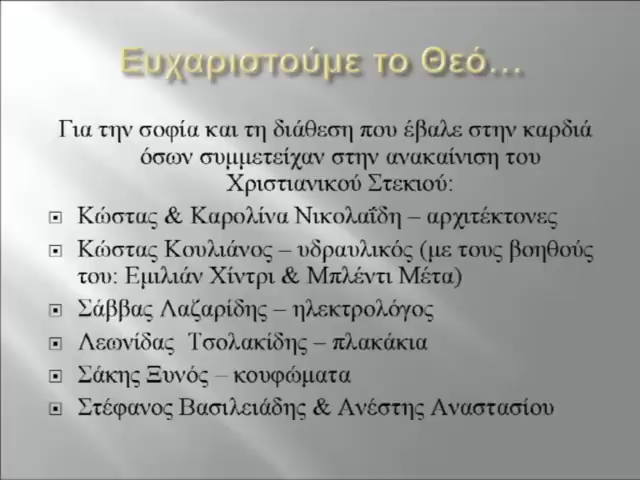 Ευχαριστούμε το Θεό...
Για την σοφία και τη διάθεση που έβαλε στην καρδιά
όσων συμμετείχαν στην ανακαίνιση του
Χριστιανικού Στεκιού:
Κώστας & Καρολίνα Νικολαΐδη – αρχιτέκτονες
Κώστας Κουλιάνος – υδραυλικός (με τους βοηθούς
του: Εμιλιάν Χίντρι & Μπλέντι Μέτα)
Σάββας Λαζαρίδης – ηλεκτρολόγος
Λεωνίδας Τσολακίδης – πλακάκια
Σάκης Ξυνός – κουφώματα
Στέφανος Βασιλειάδης & Ανέστης Αναστασίου